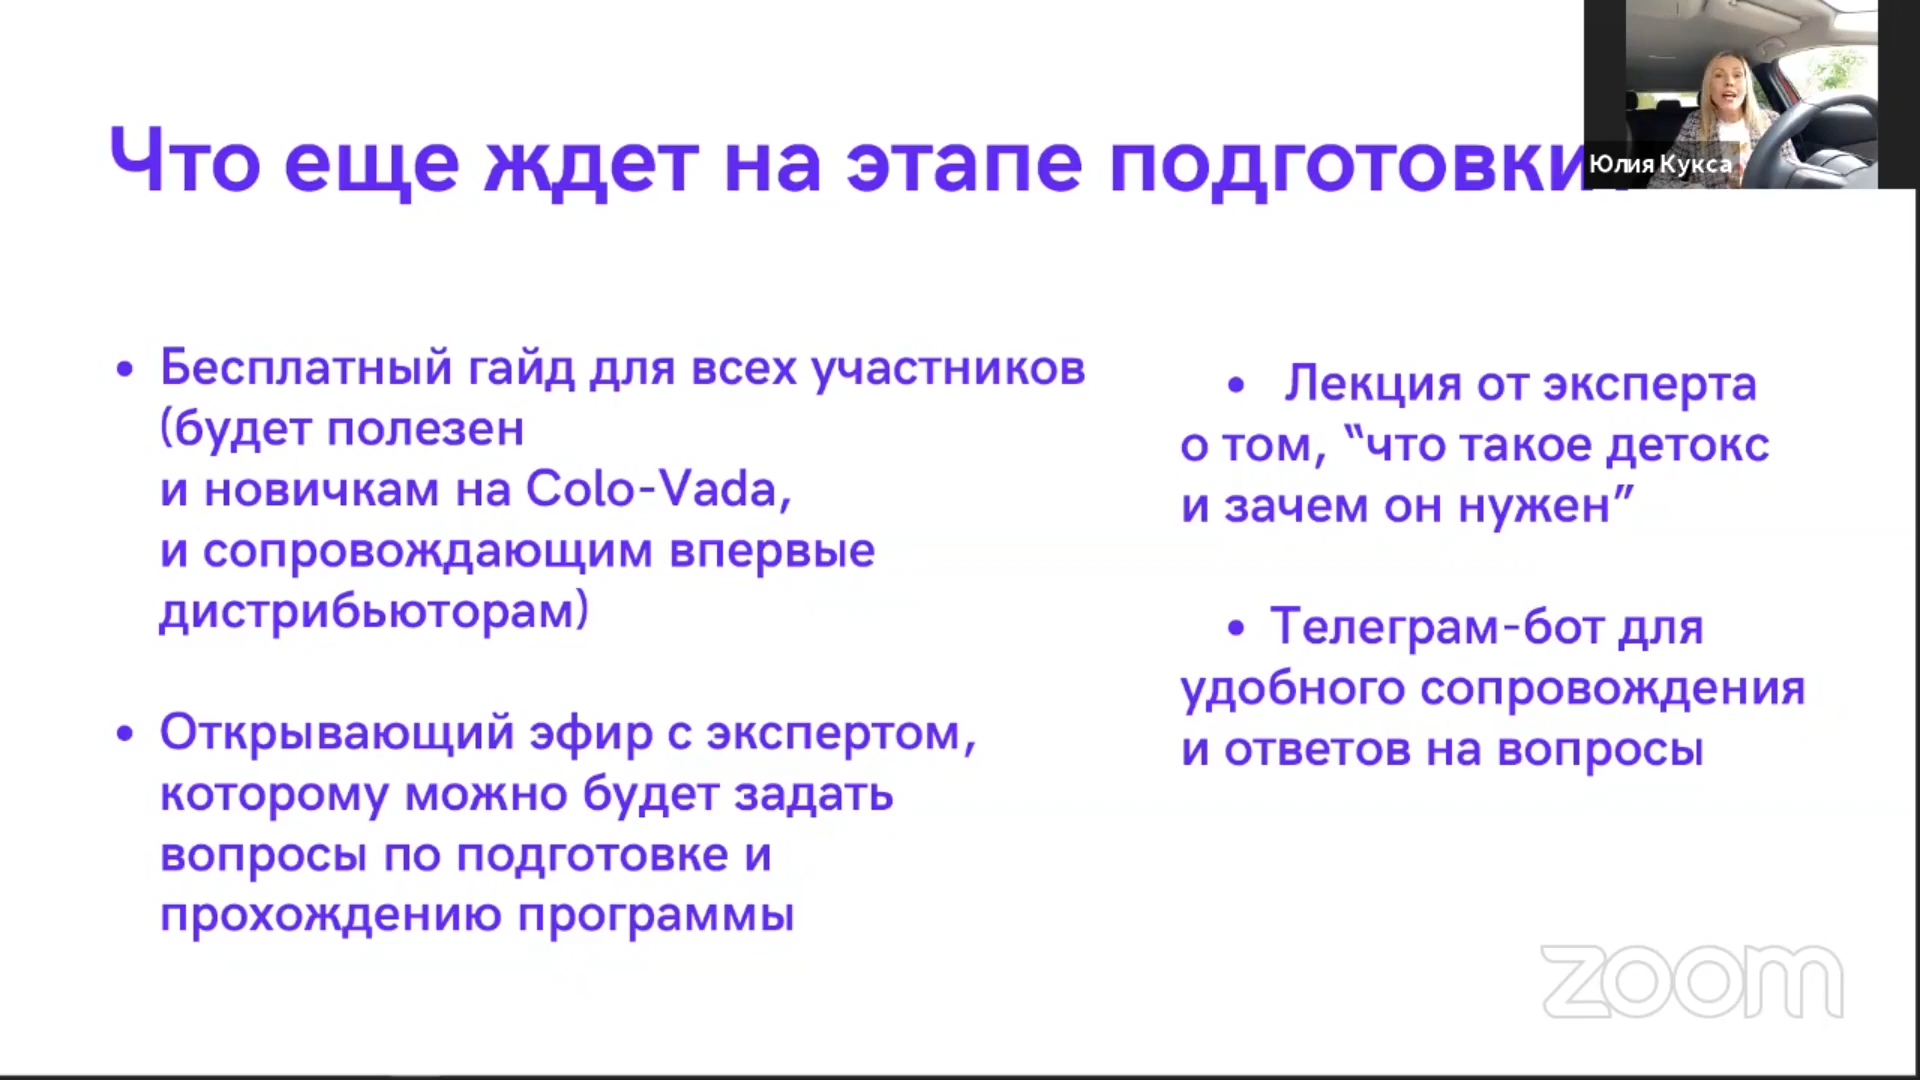 Что еще ждет на этапе подготовки
Юлия Кукса
• Бесплатный гайд для всех участников
(будет полезен
и новичкам на Colo-Vada,
и сопровождающим впервые
дистрибьюторам)
• Открывающий эфир с экспертом,
которому можно будет задать
вопросы по подготовке и
прохождению программы
• Лекция от эксперта
о том, “что такое детокс
и зачем он нужен”
• Телеграм-бот для
удобного сопровождения
и ответов на вопросы
zoom